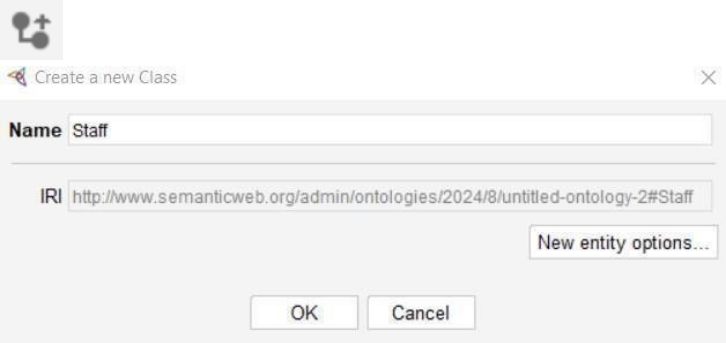 Create a new Class
Name Staff
IRI http://www.semanticweb.org/admin/ontologies/2024/8/untitled-ontology-2#Staff
New entity options...
OK Cancel